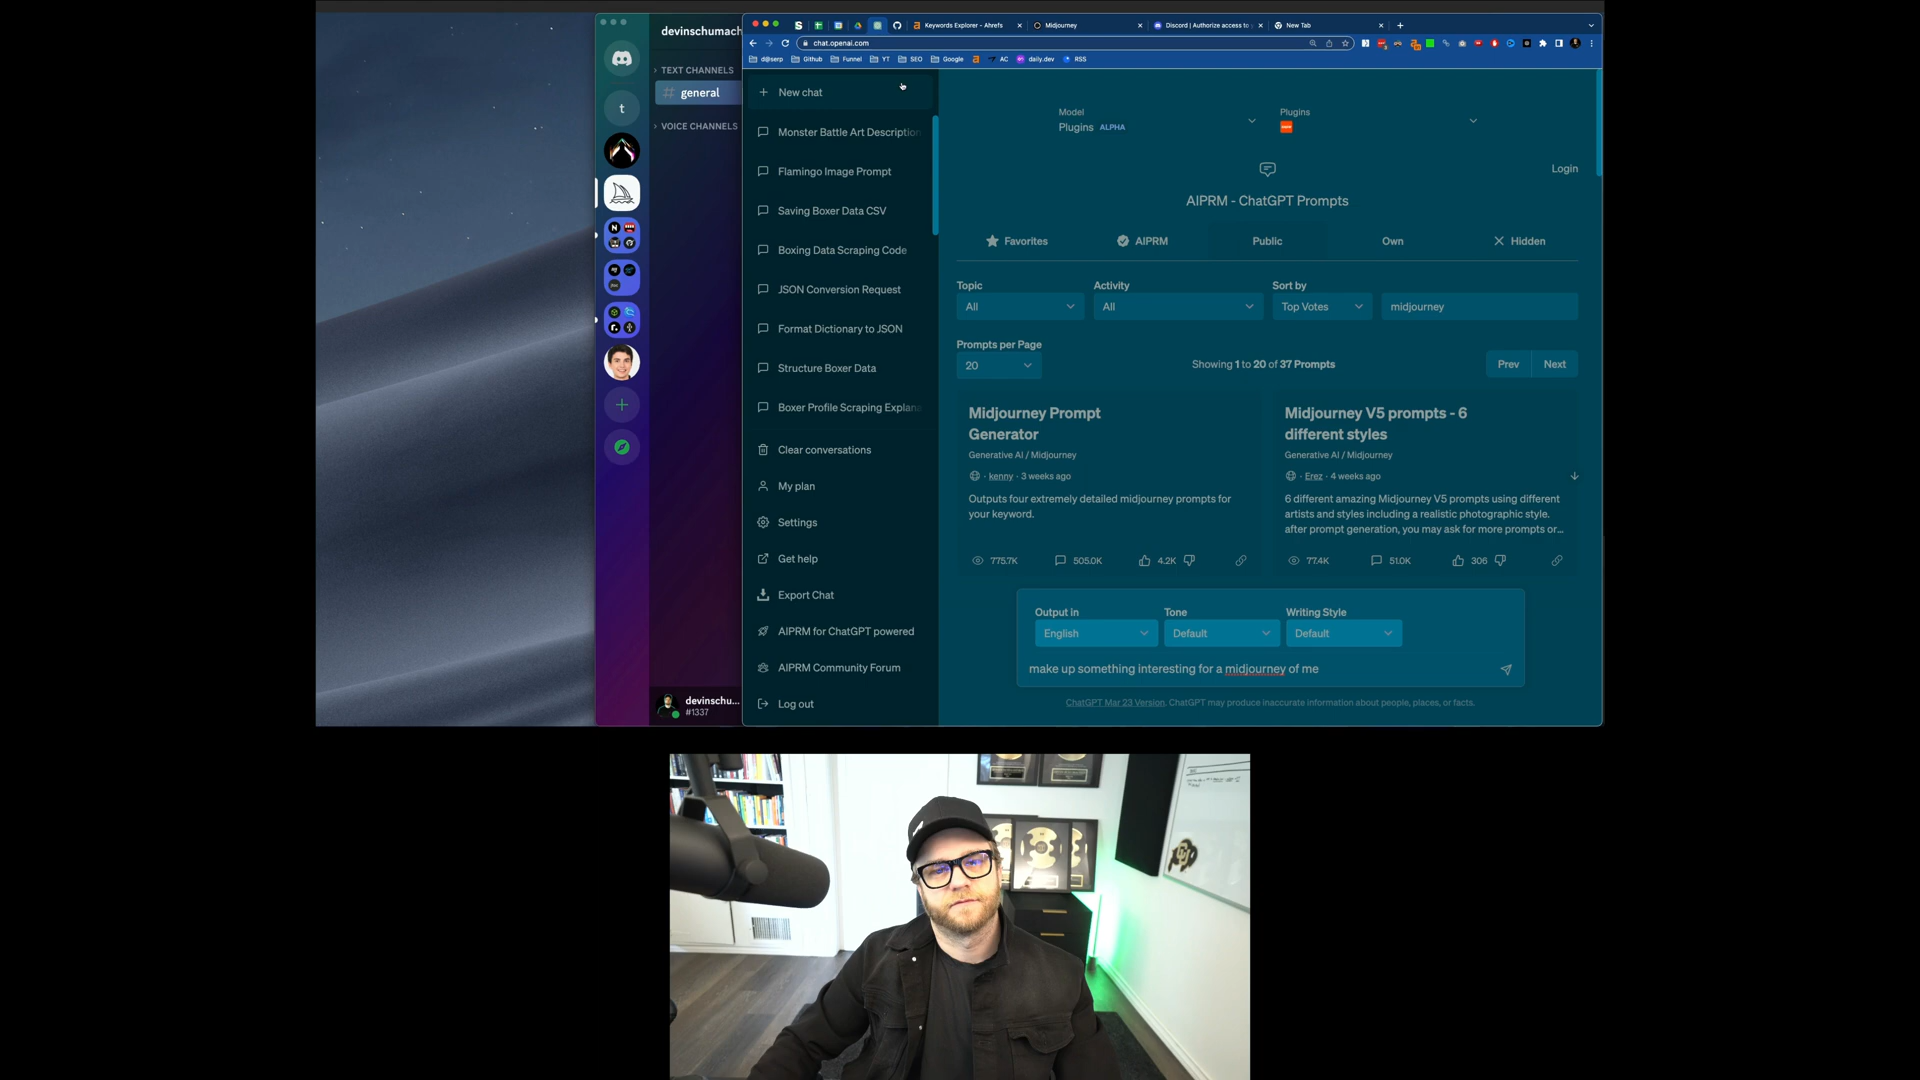 devinschumach
TEXT CHANNELS
# general
VOICE CHANNELS
t
devinschu...
#1337
Keywords Explorer - Ahrefs
Midjourney
Discord | Authorize access to
New Tab
chat.openai.com
d@serp
Github
Funnel
YT
SEO
Google
AC
daily.dev
RSS
New chat
Monster Battle Art Description
Flamingo Image Prompt
Saving Boxer Data CSV
Boxing Data Scraping Code
JSON Conversion Request
Format Dictionary to JSON
Structure Boxer Data
Boxer Profile Scraping Explana
Clear conversations
My plan
Settings
Get help
Export Chat
AIPRM for ChatGPT powered
AIPRM Community Forum
Log out
Model
Plugins ALPHA
Plugins
Login
AIPRM - ChatGPT Prompts
Favorites
AIPRM
Public
Own
Hidden
Topic
All
Activity
All
Sort by
Top Votes
midjourney
Prompts per Page
20
Showing 1 to 20 of 37 Prompts
Prev
Next
Midjourney Prompt
Generator
Generative AI / Midjourney
· kenny · 3 weeks ago
Outputs four extremely detailed midjourney prompts for
your keyword.
775.7K
505.0K
4.2K
Midjourney V5 prompts - 6
different styles
Generative AI / Midjourney
· Erez · 4 weeks ago
6 different amazing Midjourney V5 prompts using different
artists and styles including a realistic photographic style.
after prompt generation, you may ask for more prompts or...
77.4K
51.0K
306
Output in
English
Tone
Default
Writing Style
Default
make up something interesting for a midjourney of me
ChatGPT Mar 23 Version. ChatGPT may produce inaccurate information about people, places, or facts.